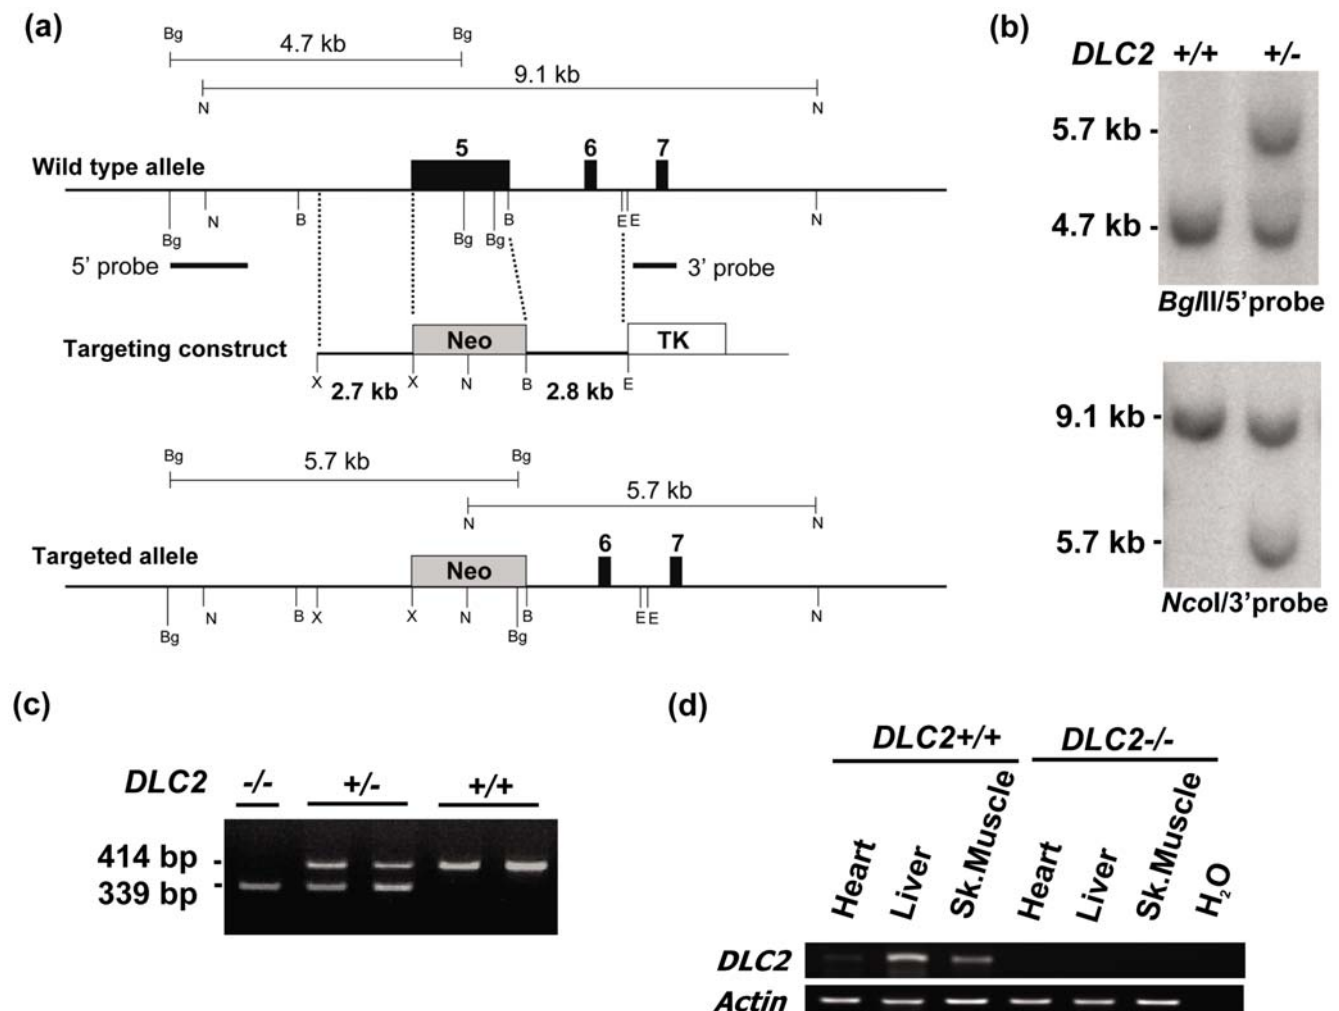 (a)
Bg Bg
4.7 kb
9.1 kb
N N
5 6 7
Wild type allele
N B B E E N
Bg Bg Bg
5' probe 3' probe
Neo TK
Targeting construct
X X N B E
2.7 kb 2.8 kb
Bg Bg
5.7 kb
5.7 kb
N N
6 7
Targeted allele
Neo
N B X X N B E E N
Bg Bg
(b)
DLC2 +/+ +/-
5.7 kb -
4.7 kb -
BglII/5'probe
9.1 kb -
5.7 kb -
NcoI/3'probe
(c)
DLC2 -/- +/- +/+
414 bp -
339 bp -
(d)
DLC2+/+ DLC2-/-
Heart Liver Sk.Muscle Heart Liver Sk.Muscle H₂O
DLC2
Actin